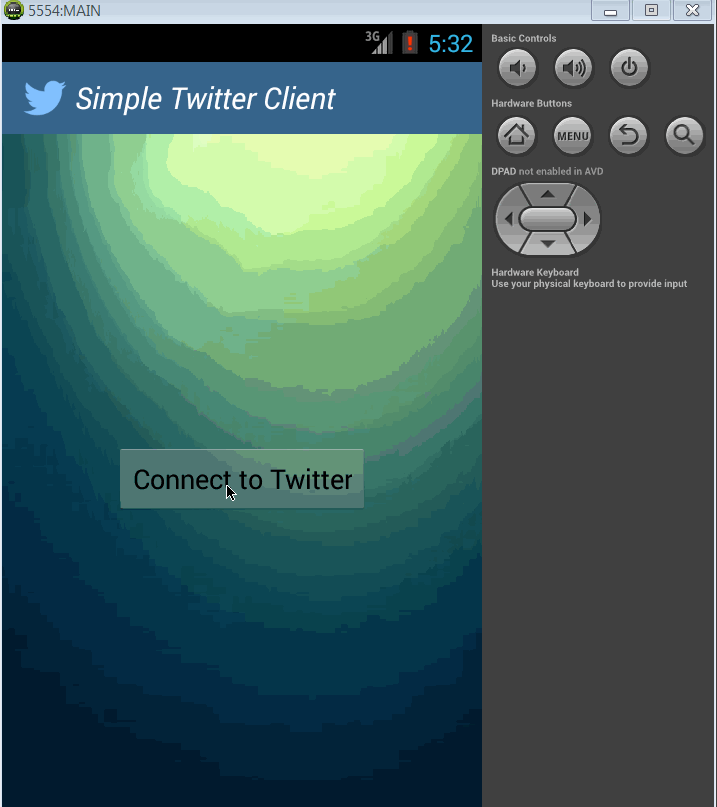 5554:MAIN
3G 5:32
Simple Twitter Client
Connect to Twitter
Basic Controls
Hardware Buttons
MENU
DPAD not enabled in AVD
Hardware Keyboard
Use your physical keyboard to provide input